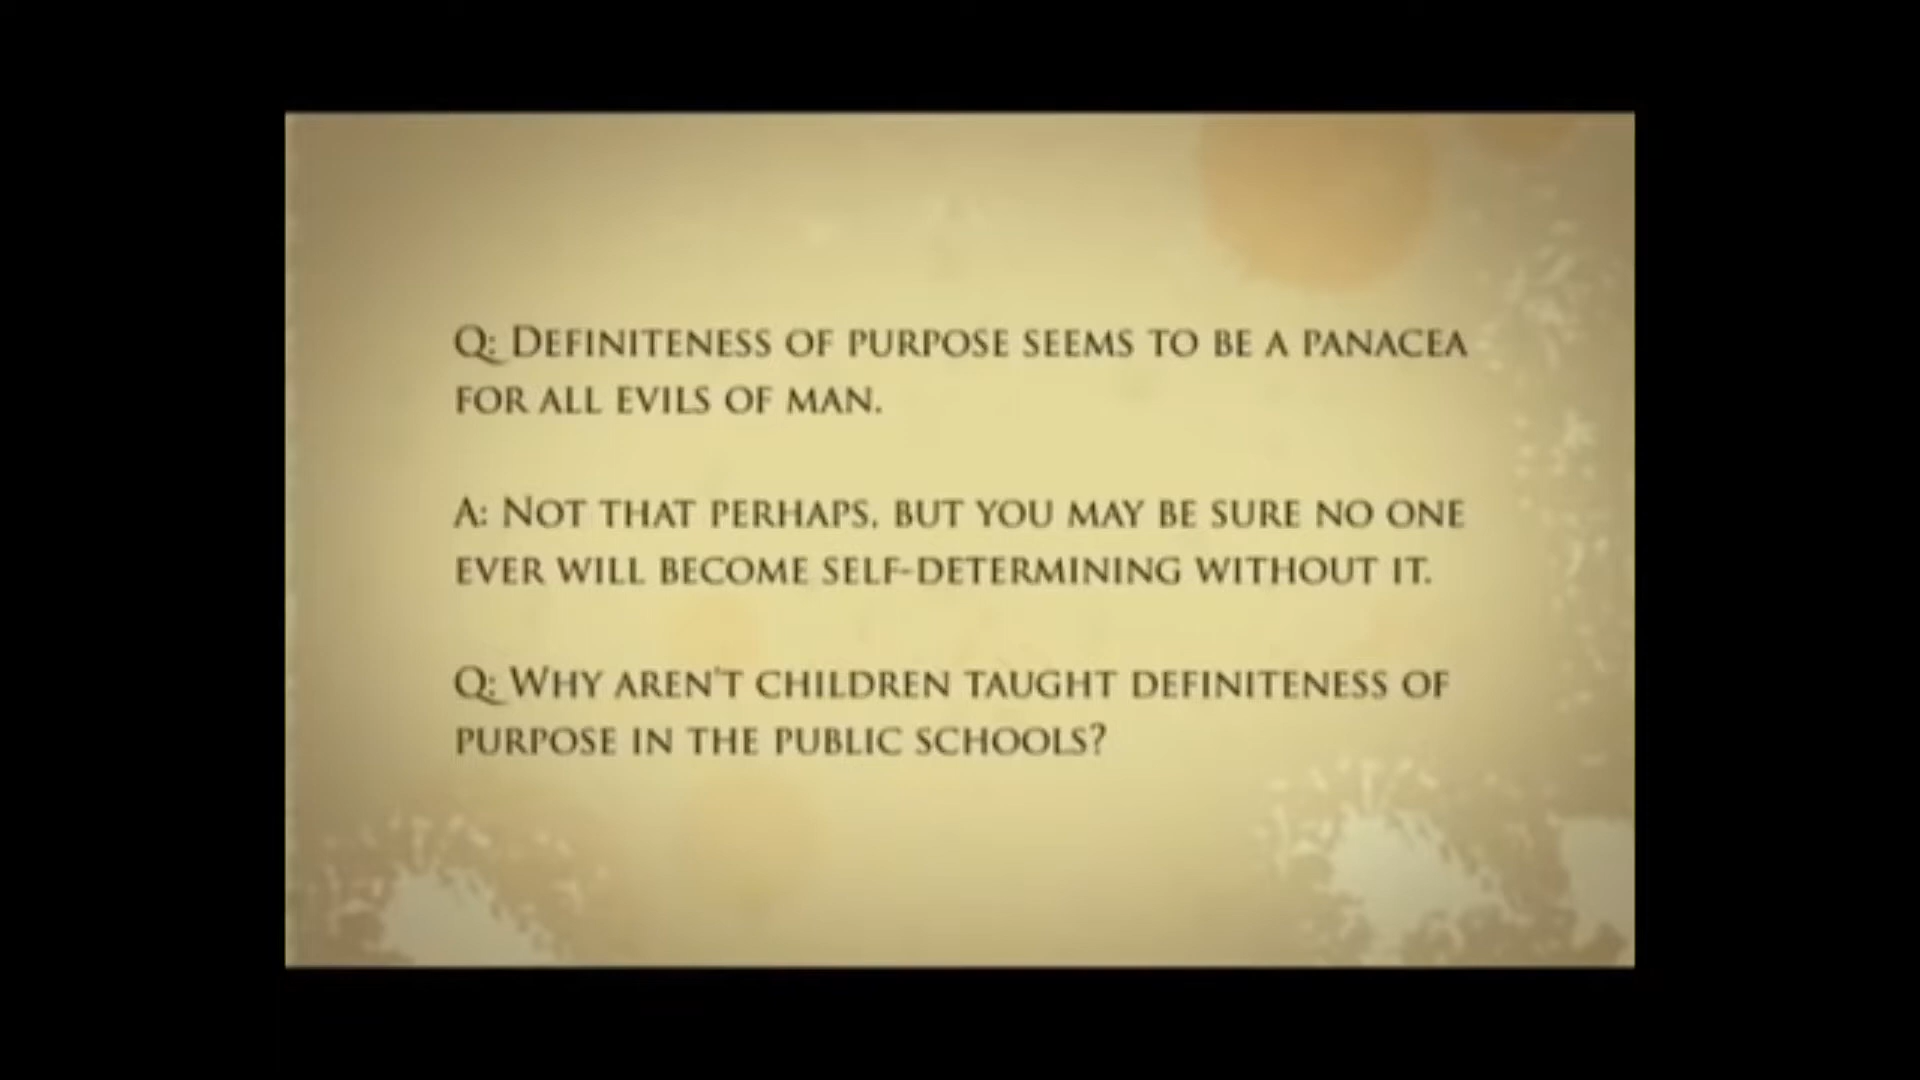 Q: Definiteness of purpose seems to be a panacea
for all evils of man.
A: Not that perhaps, but you may be sure no one
ever will become self-determining without it.
Q: Why aren't children taught definiteness of
purpose in the public schools?